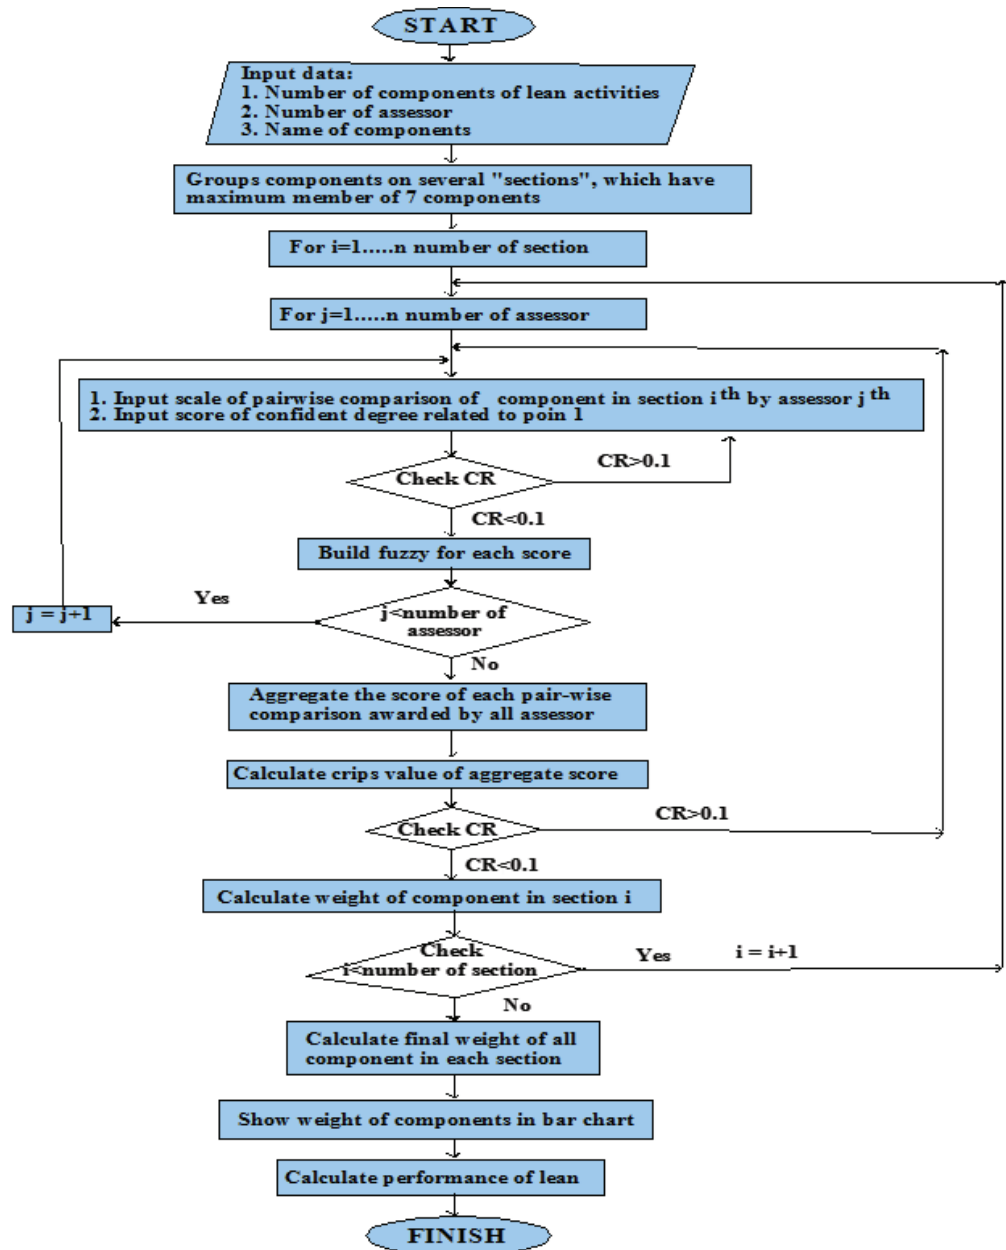 START
Input data:
1. Number of components of lean activities
2. Number of assessor
3. Name of components
Groups components on several "sections", which have
maximum member of 7 components
For i=1.....n number of section
For j=1.....n number of assessor
1. Input scale of pairwise comparison of component in section i th by assessor j th
2. Input score of confident degree related to poin 1
CR>0.1
Check CR
CR<0.1
Build fuzzy for each score
Yes
j = j+1
j<number of
assessor
No
Aggregate the score of each pair-wise
comparison awarded by all assessor
Calculate crips value of aggregate score
CR>0.1
Check CR
CR<0.1
Calculate weight of component in section i
Check
i<number of section
Yes
i = i+1
No
Calculate final weight of all
component in each section
Show weight of components in bar chart
Calculate performance of lean
FINISH